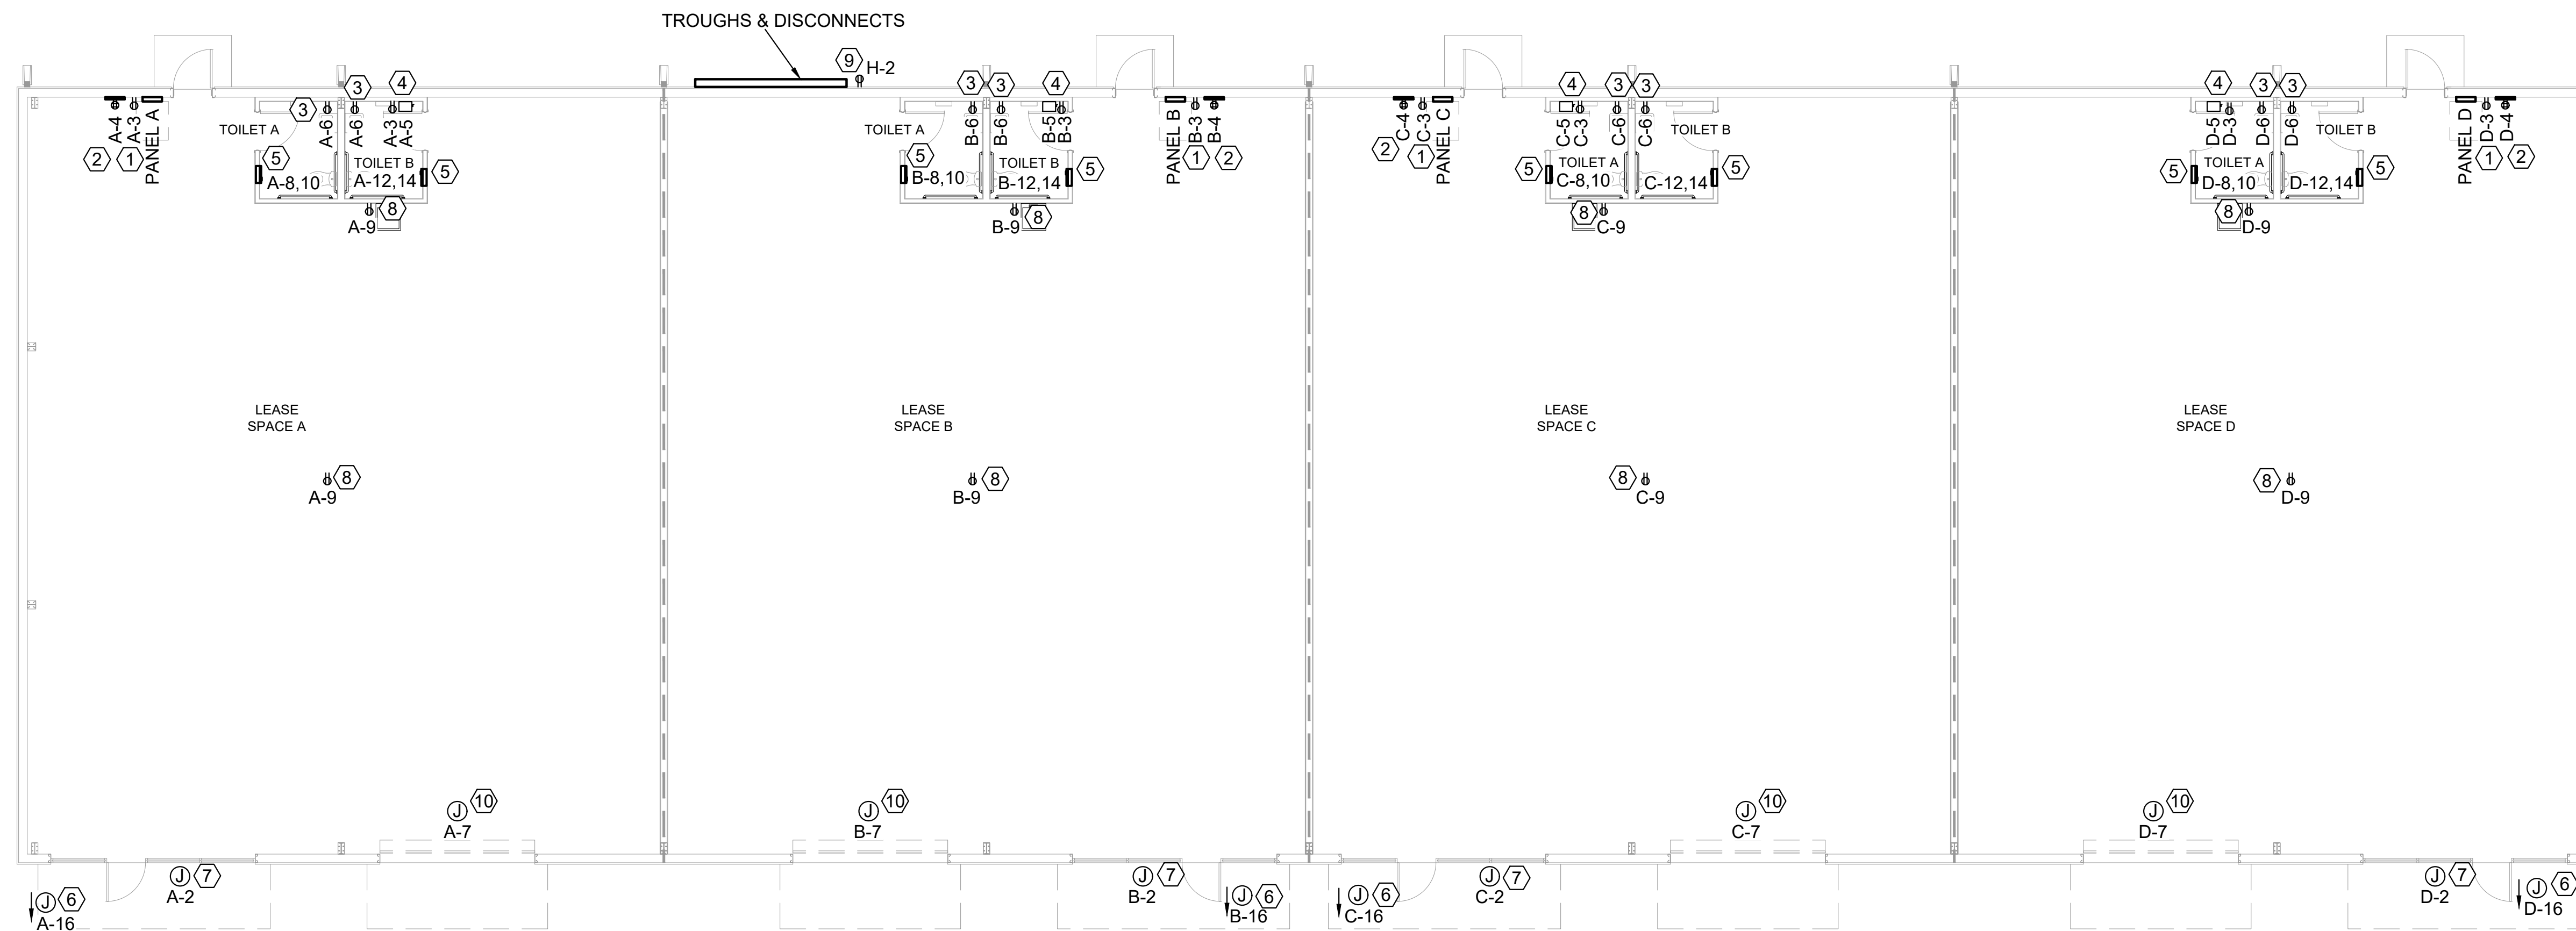 TROUGHS & DISCONNECTS
9
H-2
3
3
4
A-4
A-3
PANEL A
2
1
TOILET A
A-6
A-6
A-3
A-5
5
TOILET B
A-8,10
A-12,14
5
8
A-9
3
3
4
TOILET A
B-6
B-6
B-5
B-3
5
TOILET B
B-8,10
B-12,14
5
8
B-9
PANEL B
B-3
B-4
1
2
C-4
C-3
PANEL C
2
1
4
3
3
C-5
C-3
C-6
C-6
TOILET B
5
TOILET A
C-8,10
C-12,14
5
8
C-9
4
3
3
D-5
D-3
D-6
D-6
TOILET B
5
TOILET A
D-8,10
D-12,14
5
8
D-9
PANEL D
D-3
D-4
1
2
LEASE
SPACE A
LEASE
SPACE B
LEASE
SPACE C
LEASE
SPACE D
8
A-9
8
B-9
8
C-9
8
D-9
J
10
A-7
J
10
B-7
J
10
C-7
J
10
D-7
J
6
A-16
J
7
A-2
J
7
B-2
J
6
B-16
J
6
C-16
J
7
C-2
J
7
D-2
J
6
D-16